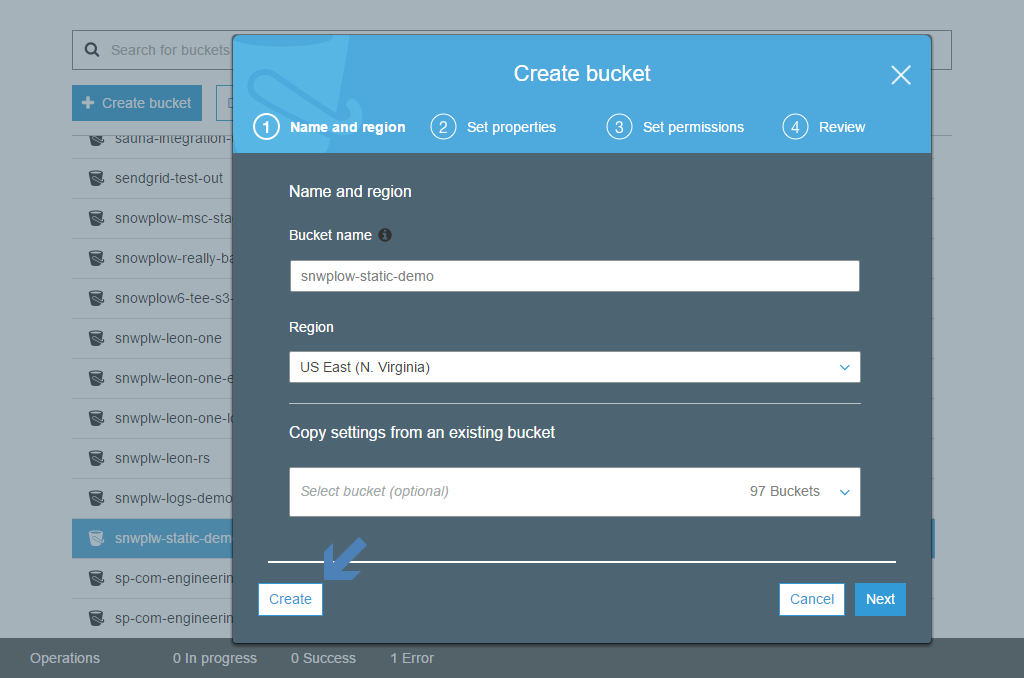 Search for buckets
Create bucket
sauna-integration-
sendgrid-test-out
snowplow-msc-sta
snowplow-really-ba
snowplow6-tee-s3-
snwplw-leon-one
snwplw-leon-one-e
snwplw-leon-one-lo
snwplw-leon-rs
snwplw-logs-demo
snwplw-static-dem
sp-com-engineerin
sp-com-engineerin
Create bucket
1 Name and region 2 Set properties 3 Set permissions 4 Review
Name and region
Bucket name
snwplow-static-demo
Region
US East (N. Virginia)
Copy settings from an existing bucket
Select bucket (optional) 97 Buckets
Create Cancel Next
Operations 0 In progress 0 Success 1 Error